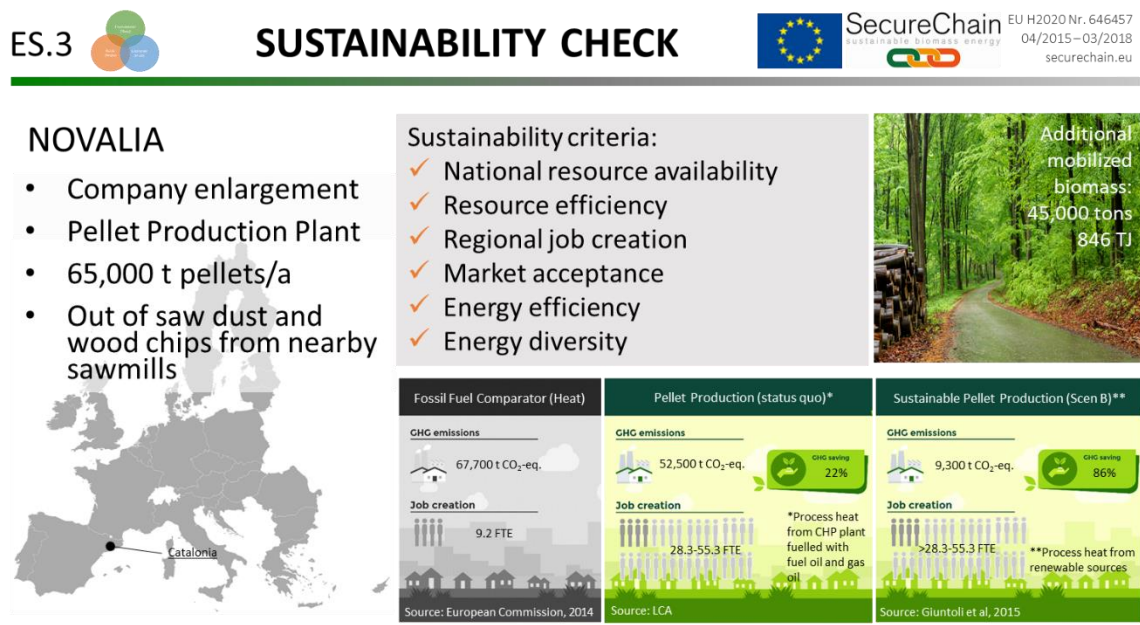 ES.3
SUSTAINABILITY CHECK
SecureChain
sustainable biomass energy
EU H2020 Nr. 646457
04/2015–03/2018
securechain.eu
NOVALIA
• Company enlargement
• Pellet Production Plant
• 65,000 t pellets/a
• Out of saw dust and
wood chips from nearby
sawmills
Catalonia
Sustainability criteria:
✓ National resource availability
✓ Resource efficiency
✓ Regional job creation
✓ Market acceptance
✓ Energy efficiency
✓ Energy diversity
Additional
mobilized
biomass:
45,000 tons
846 TJ
Fossil Fuel Comparator (Heat)
GHG emissions
67,700 t CO₂-eq.
Job creation
9.2 FTE
Source: European Commission, 2014
Pellet Production (status quo)*
GHG emissions
52,500 t CO₂-eq.
GHG saving
22%
Job creation
28.3-55.3 FTE
*Process heat
from CHP plant
fuelled with
fuel oil and gas
oil
Source: LCA
Sustainable Pellet Production (Scen B)**
GHG emissions
9,300 t CO₂-eq.
GHG saving
86%
Job creation
>28.3-55.3 FTE
**Process heat from
renewable sources
Source: Giuntoli et al, 2015